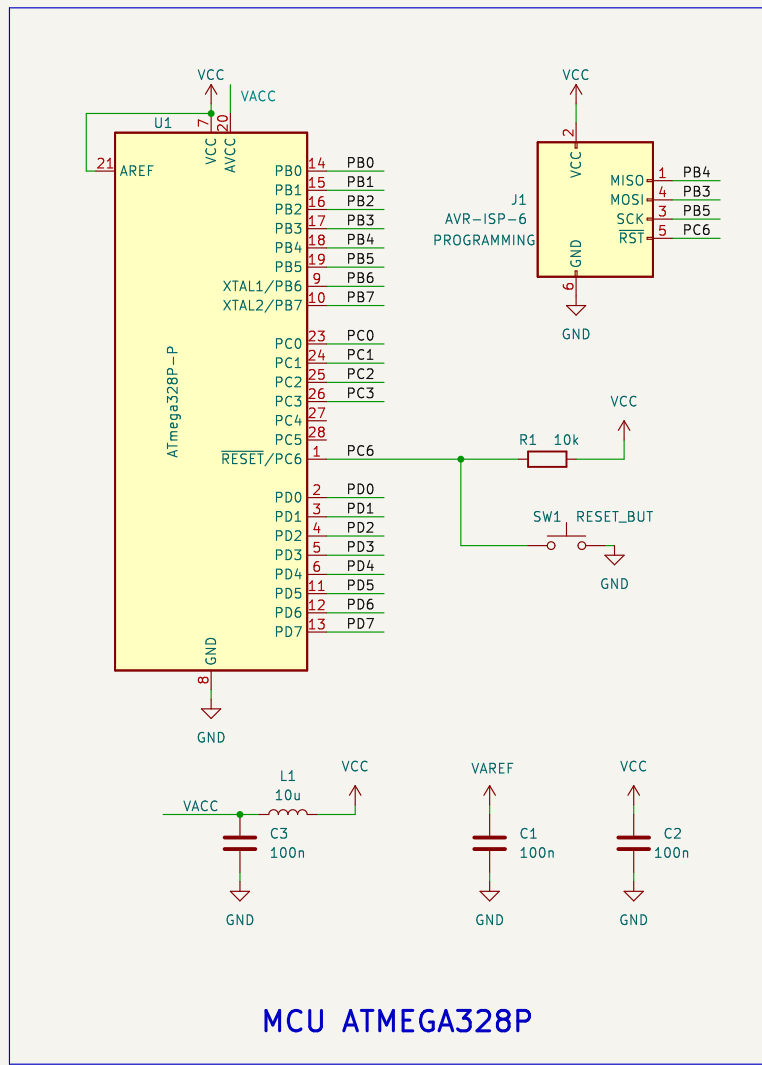 VCC
VACC
U1
7
20
VCC
AVCC
21
AREF
PB0 14 PB0
PB1 15 PB1
PB2 16 PB2
PB3 17 PB3
PB4 18 PB4
PB5 19 PB5
XTAL1/PB6 9 PB6
XTAL2/PB7 10 PB7
PC0 23 PC0
PC1 24 PC1
PC2 25 PC2
PC3 26 PC3
PC4 27
PC5 28
RESET/PC6 1 PC6
PD0 2 PD0
PD1 3 PD1
PD2 4 PD2
PD3 5 PD3
PD4 6 PD4
PD5 11 PD5
PD6 12 PD6
PD7 13 PD7
ATmega328P-P
GND
8
GND
VCC
2
VCC
J1
AVR-ISP-6
PROGRAMMING
MISO 1 PB4
MOSI 4 PB3
SCK 3 PB5
RST 5 PC6
GND
6
GND
VCC
R1 10k
SW1 RESET_BUT
GND
VACC
L1
10u
VCC
C3
100n
GND
VAREF
C1
100n
GND
VCC
C2
100n
GND
MCU ATMEGA328P